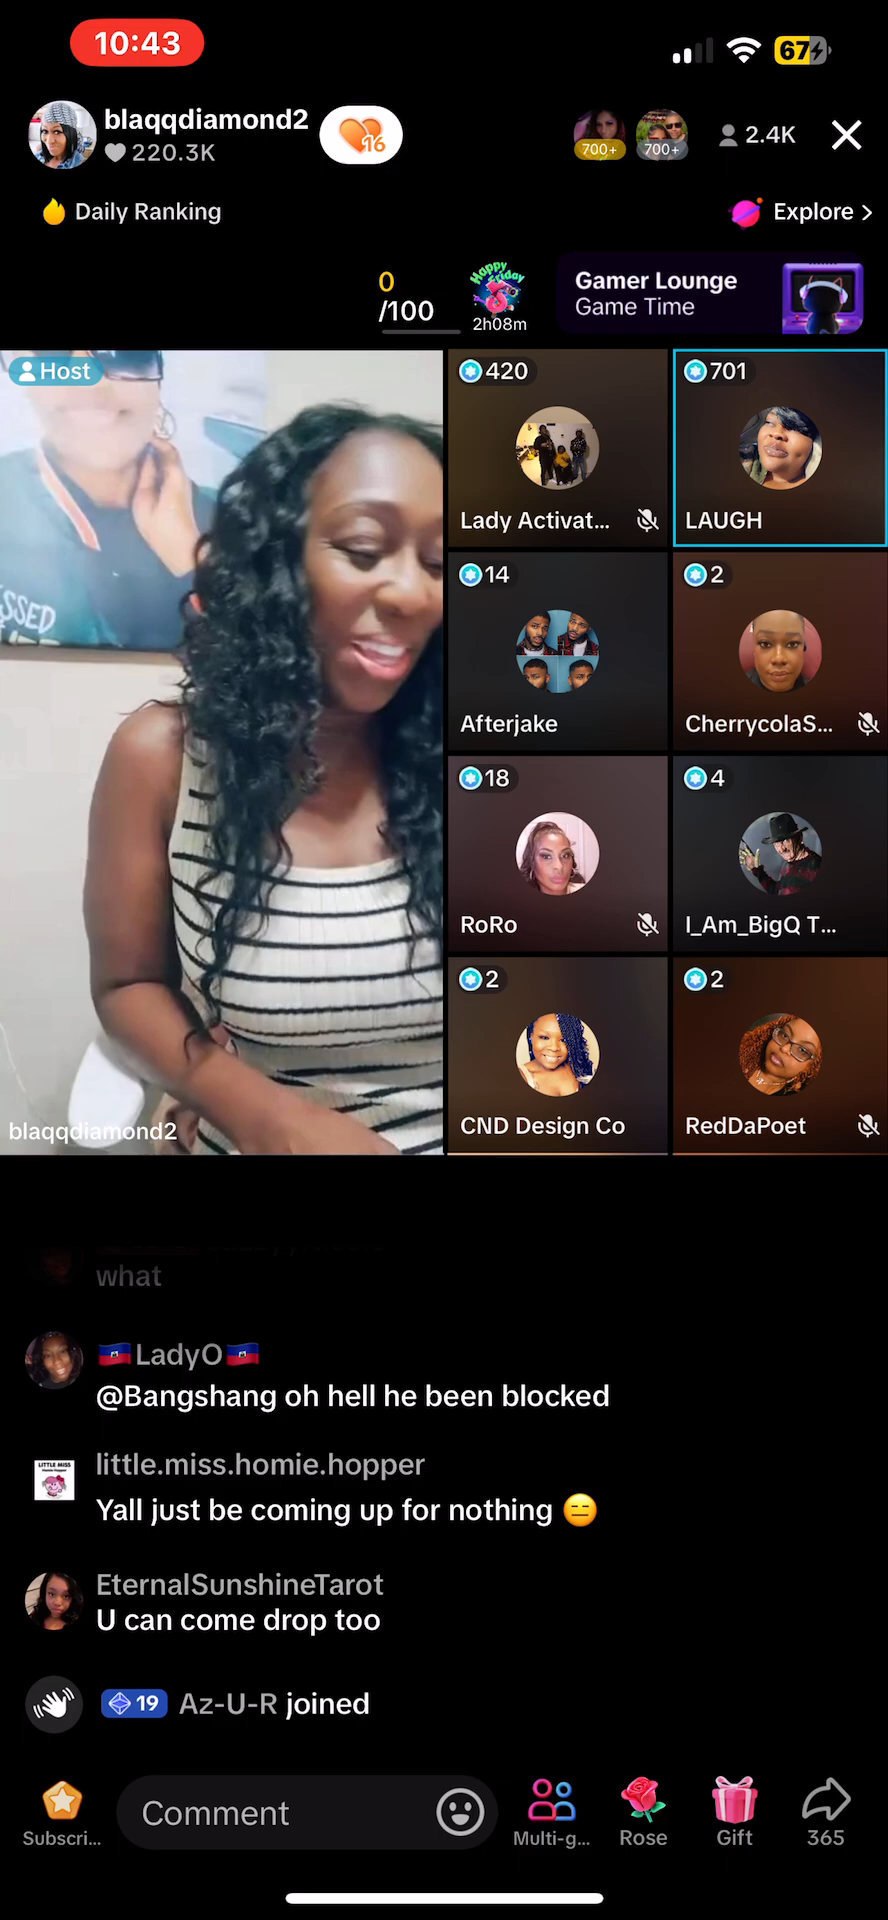 10:43
67
blaqqdiamond2
220.3K
16
700+
700+
2.4K
Daily Ranking
Explore >
0
/100
Happy
Friday
2h08m
Gamer Lounge
Game Time
Host
SSED
blaqqdiamond2
420
Lady Activat...
701
LAUGH
14
Afterjake
2
CherrycolaS...
18
RoRo
4
I_Am_BigQ T...
2
CND Design Co
2
RedDaPoet
what
🇭🇹LadyO🇭🇹
@Bangshang oh hell he been blocked
LITTLE MISS
little.miss.homie.hopper
Yall just be coming up for nothing 😑
EternalSunshineTarot
U can come drop too
19 Az-U-R joined
Subscri...
Comment
Multi-g...
Rose
Gift
365